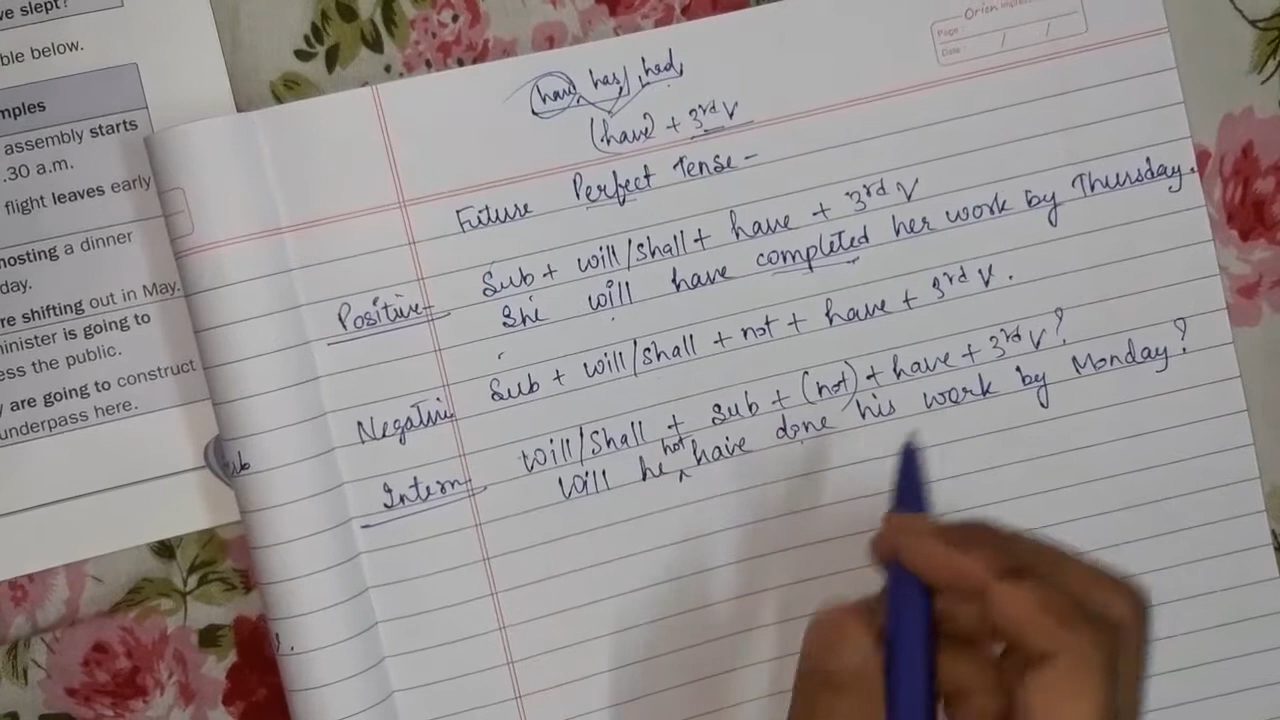 ve slept?
ble below.
mples
assembly starts
.30 a.m.
flight leaves early
hosting a dinner
day.
re shifting out in May.
inister is going to
ess the public.
y are going to construct
underpass here.
Page:
Date: / /
have, has, had,
(have) + 3rd V
Future Perfect Tense -
Positive - Sub + will/shall + have + 3rd V
She will have completed her work by Thursday.
Negative Sub + will/shall + not + have + 3rd V.
Interr Will/Shall + sub + (not) + have + 3rd V?
Will he not have done his work by Monday?